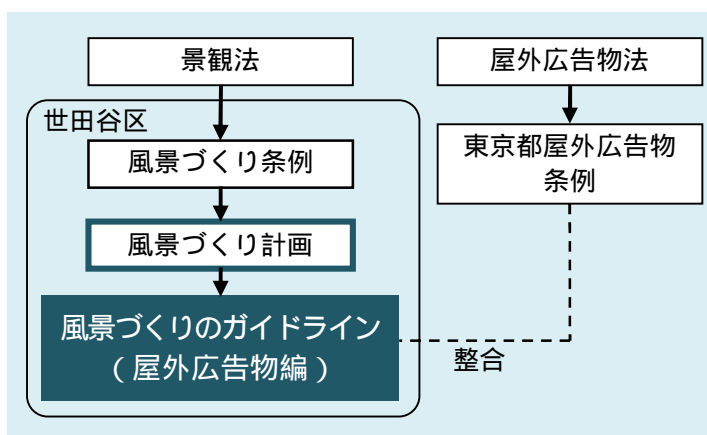 景観法
屋外広告物法
世田谷区
風景づくり条例
東京都屋外広告物
条例
風景づくり計画
風景づくりのガイドライン
(屋外広告物編)
整合